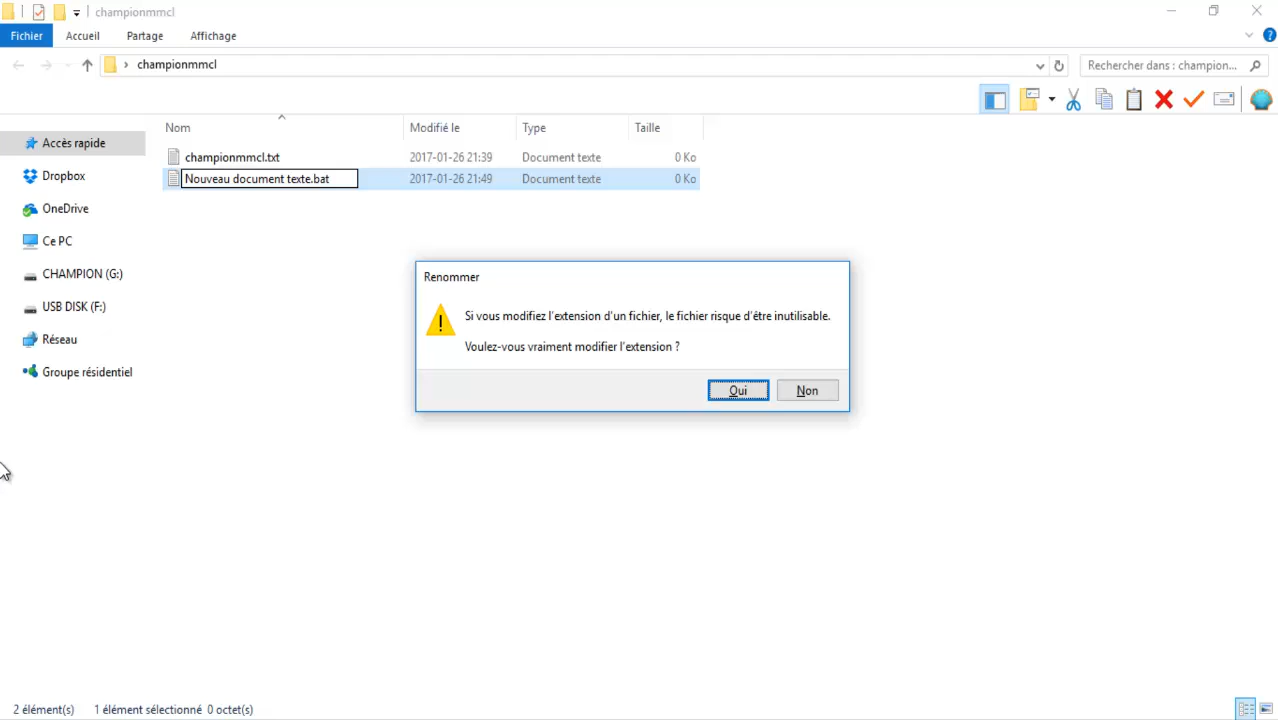 championmmcl
Fichier Accueil Partage Affichage
championmmcl Rechercher dans : champion...
Nom Modifié le Type Taille
Accès rapide
Dropbox
OneDrive
Ce PC
CHAMPION (G:)
USB DISK (F:)
Réseau
Groupe résidentiel
championmmcl.txt 2017-01-26 21:39 Document texte 0 Ko
Nouveau document texte.bat 2017-01-26 21:49 Document texte 0 Ko
Renommer
Si vous modifiez l'extension d'un fichier, le fichier risque d'être inutilisable.
Voulez-vous vraiment modifier l'extension ?
Oui Non
2 élément(s) 1 élément sélectionné 0 octet(s)